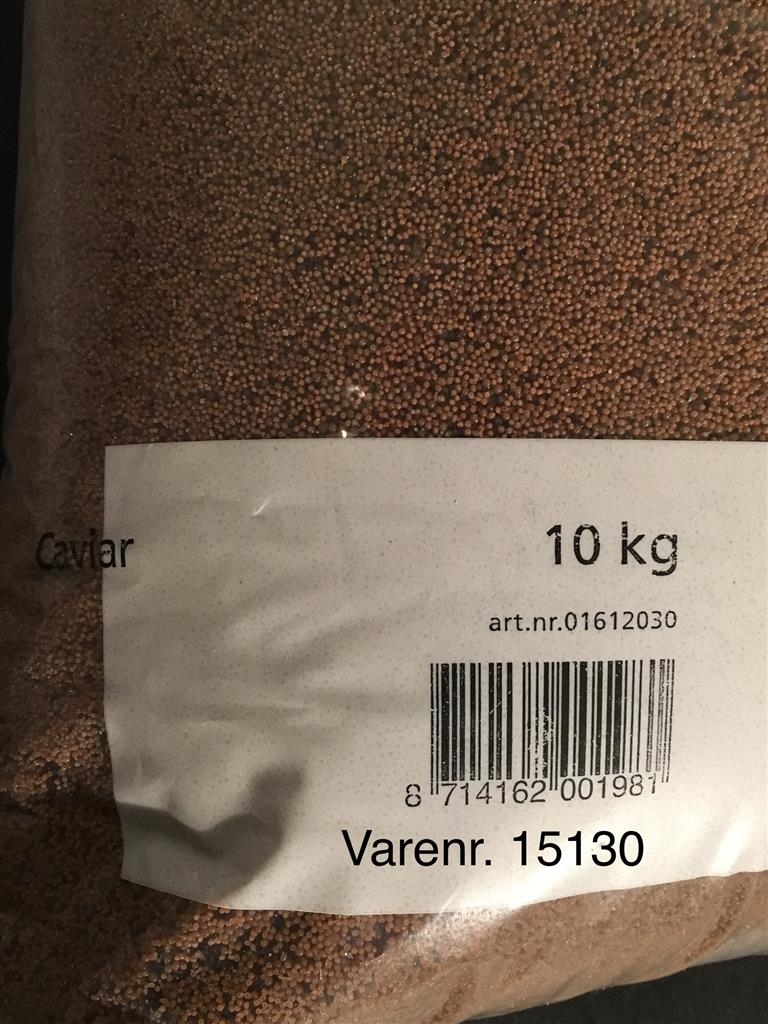 Caviar
10 kg
art.nr.01612030
8 714162 001981
Varenr. 15130